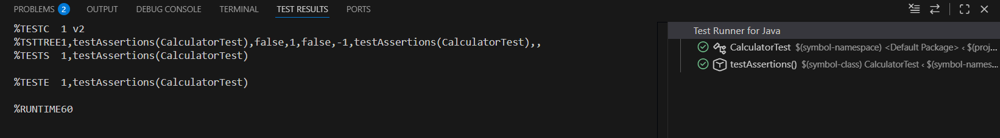 PROBLEMS 2 OUTPUT DEBUG CONSOLE TERMINAL TEST RESULTS PORTS
%TESTC  1 v2
%TSTTREE1,testAssertions(CalculatorTest),false,1,false,-1,testAssertions(CalculatorTest),,
%TESTS  1,testAssertions(CalculatorTest)
%TESTE  1,testAssertions(CalculatorTest)
%RUNTIME60
Test Runner for Java
CalculatorTest $(symbol-namespace) <Default Package> ‹ $(proj...
testAssertions() $(symbol-class) CalculatorTest ‹ $(symbol-names...